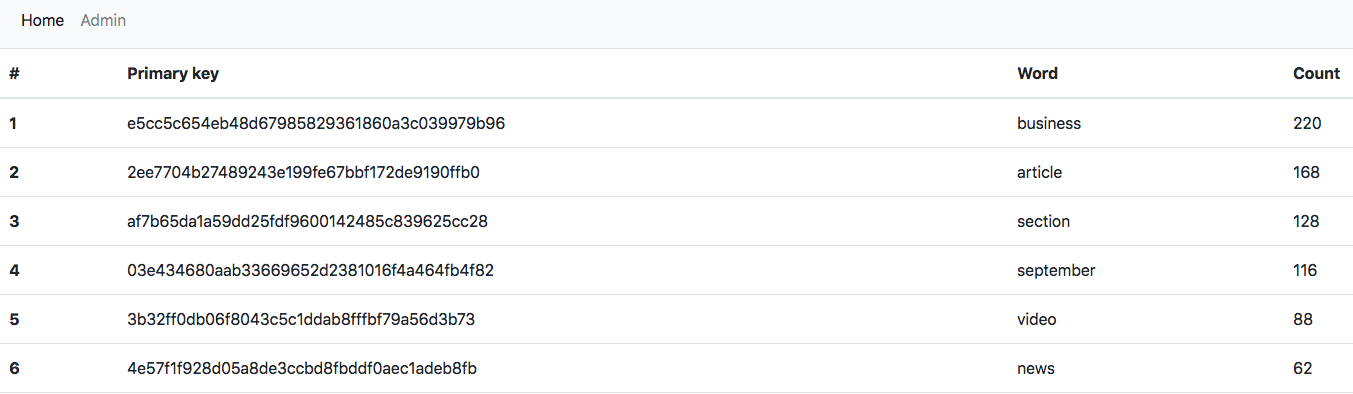 Home Admin
# Primary key Word Count
1 e5cc5c654eb48d67985829361860a3c039979b96 business 220
2 2ee7704b27489243e199fe67bbf172de9190ffb0 article 168
3 af7b65da1a59dd25fdf9600142485c839625cc28 section 128
4 03e434680aab33669652d2381016f4a464fb4f82 september 116
5 3b32ff0db06f8043c5c1ddab8fffbf79a56d3b73 video 88
6 4e57f1f928d05a8de3ccbd8fbddf0aec1adeb8fb news 62